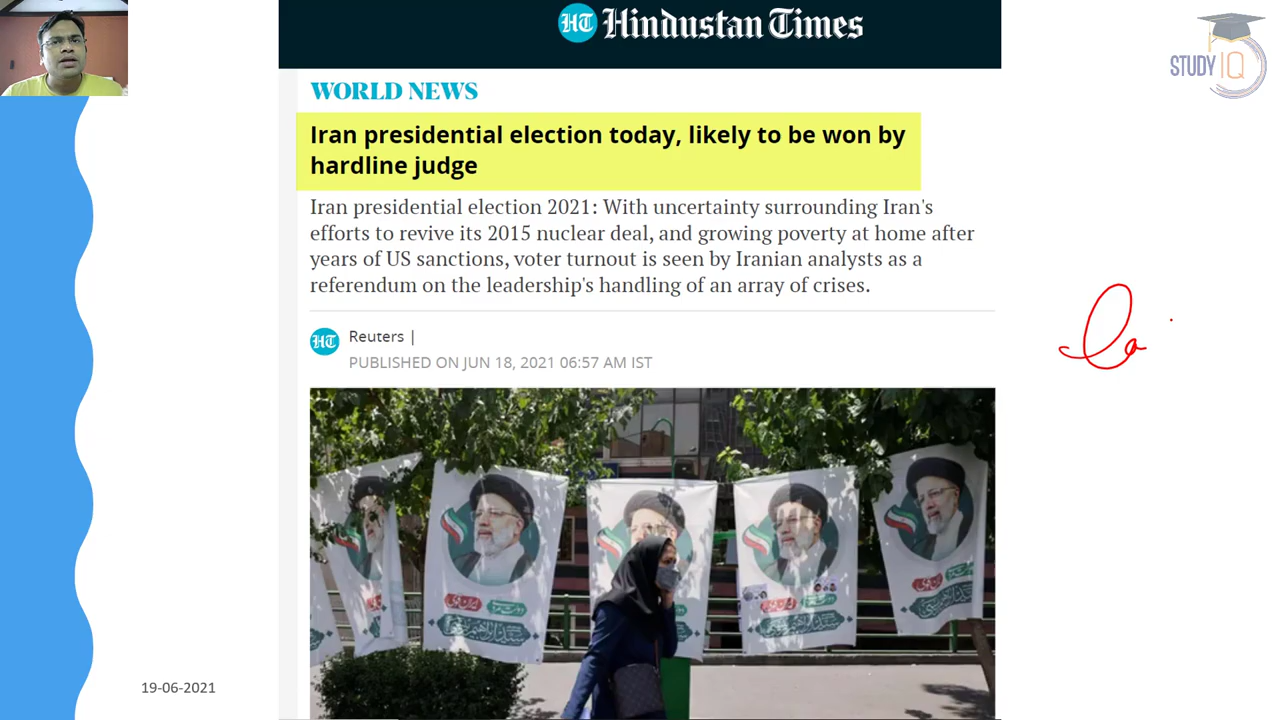 HT Hindustan Times
STUDY IQ
WORLD NEWS
Iran presidential election today, likely to be won by
hardline judge
Iran presidential election 2021: With uncertainty surrounding Iran's
efforts to revive its 2015 nuclear deal, and growing poverty at home after
years of US sanctions, voter turnout is seen by Iranian analysts as a
referendum on the leadership's handling of an array of crises.
HT
Reuters |
PUBLISHED ON JUN 18, 2021 06:57 AM IST
19-06-2021